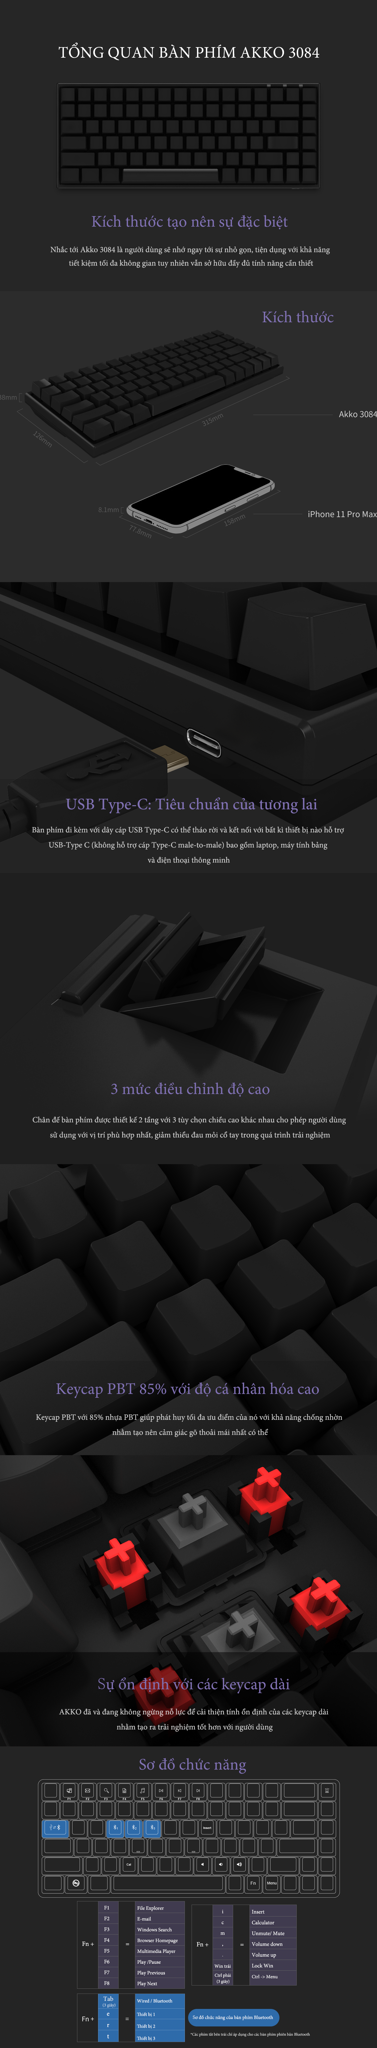 TỔNG QUAN BÀN PHÍM AKKO 3084
Kích thước tạo nên sự đặc biệt
Nhắc tới Akko 3084 là người dùng sẽ nhớ ngay tới sự nhỏ gọn, tiện dụng với khả năng
tiết kiệm tối đa không gian tuy nhiên vẫn sở hữu đầy đủ tính năng cần thiết
Kích thước
126mm
315mm
Akko 3084
8.1mm
77.8mm
158mm
iPhone 11 Pro Max
USB Type-C: Tiêu chuẩn của tương lai
Bàn phím đi kèm với dây cáp USB Type-C có thể tháo rời và kết nối với bất kì thiết bị nào hỗ trợ
USB-Type C (không hỗ trợ cáp Type-C male-to-male) bao gồm laptop, máy tính bảng
và điện thoại thông minh
3 mức điều chỉnh độ cao
Chân đế bàn phím được thiết kế 2 tầng với 3 tùy chọn chiều cao khác nhau cho phép người dùng
sử dụng với vị trí phù hợp nhất, giảm thiểu đau mỏi cổ tay trong quá trình trải nghiệm
Keycap PBT 85% với độ cá nhân hóa cao
Keycap PBT với 85% nhựa PBT giúp phát huy tối đa ưu điểm của nó với khả năng chống nhờn
nhằm tạo nên cảm giác gõ thoải mái nhất có thể
Sự ổn định với các keycap dài
AKKO đã và đang không ngừng nỗ lực để cải thiện tính ổn định của các keycap dài
nhằm tạo ra trải nghiệm tốt hơn với người dùng
Sơ đồ chức năng
Insert
Cal
Fn
Menu
Fn +
=
F1 File Explorer
F2 E-mail
F3 Windows Search
F4 Browser Homepage
F5 Multimedia Player
F6 Play /Pause
F7 Play Previous
F8 Play Next
Fn +
=
i Insert
c Calculator
m Unmute/ Mute
, Volume down
. Volume up
Win trái Lock Win
Ctrl phải (3 giây) Ctrl -> Menu
Fn +
=
Tab (3 giây) Wired / Bluetooth
e Thiết bị 1
r Thiết bị 2
t Thiết bị 3
Sơ đồ chức năng của bàn phím Bluetooth
*Các phím tắt bên trái chỉ áp dụng cho các bàn phím phiên bản Bluetooth